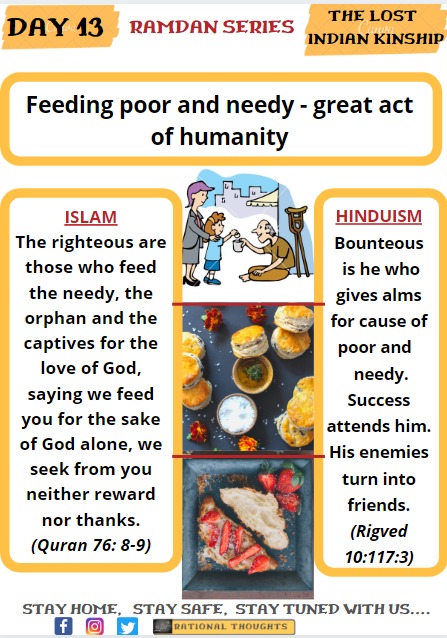 DAY 13
RAMDAN SERIES
THE LOST
INDIAN KINSHIP
Feeding poor and needy - great act
of humanity
ISLAM
The righteous are
those who feed
the needy, the
orphan and the
captives for the
love of God,
saying we feed
you for the sake
of God alone, we
seek from you
neither reward
nor thanks.
(Quran 76: 8-9)
HINDUISM
Bounteous
is he who
gives alms
for cause of
poor and
needy.
Success
attends him.
His enemies
turn into
friends.
(Rigved
10:117:3)
STAY HOME, STAY SAFE, STAY TUNED WITH US....
RATIONAL THOUGHTS